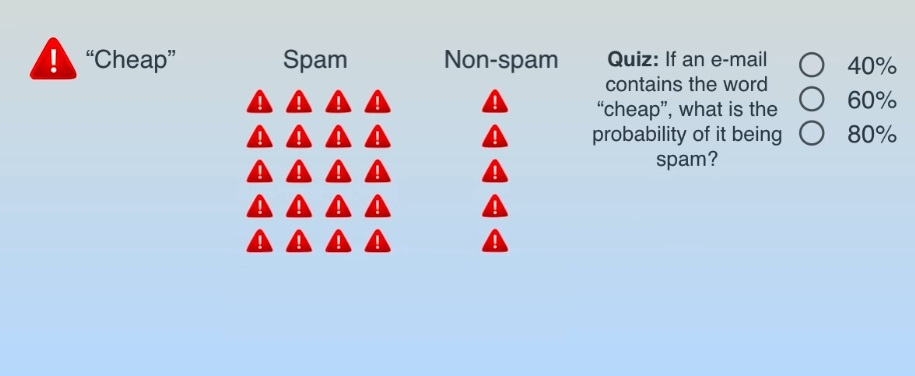 “Cheap”
Spam
Non-spam
Quiz: If an e-mail
contains the word
“cheap”, what is the
probability of it being
spam?
40%
60%
80%